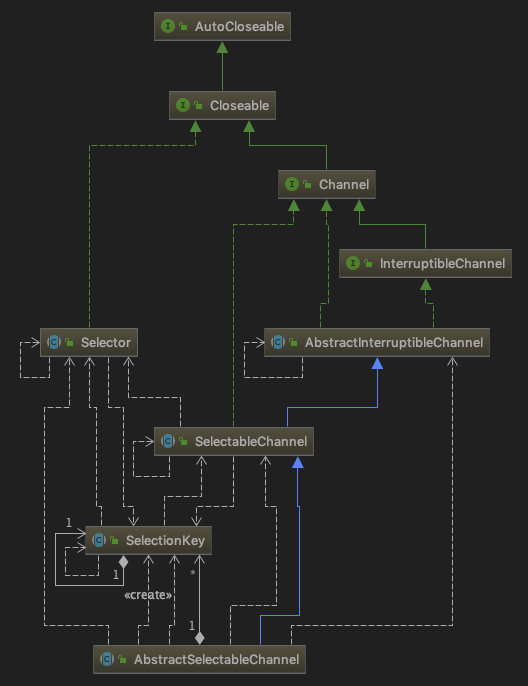 AutoCloseable
Closeable
Channel
InterruptibleChannel
Selector
AbstractInterruptibleChannel
SelectableChannel
1
SelectionKey
1
*
«create»
1
AbstractSelectableChannel